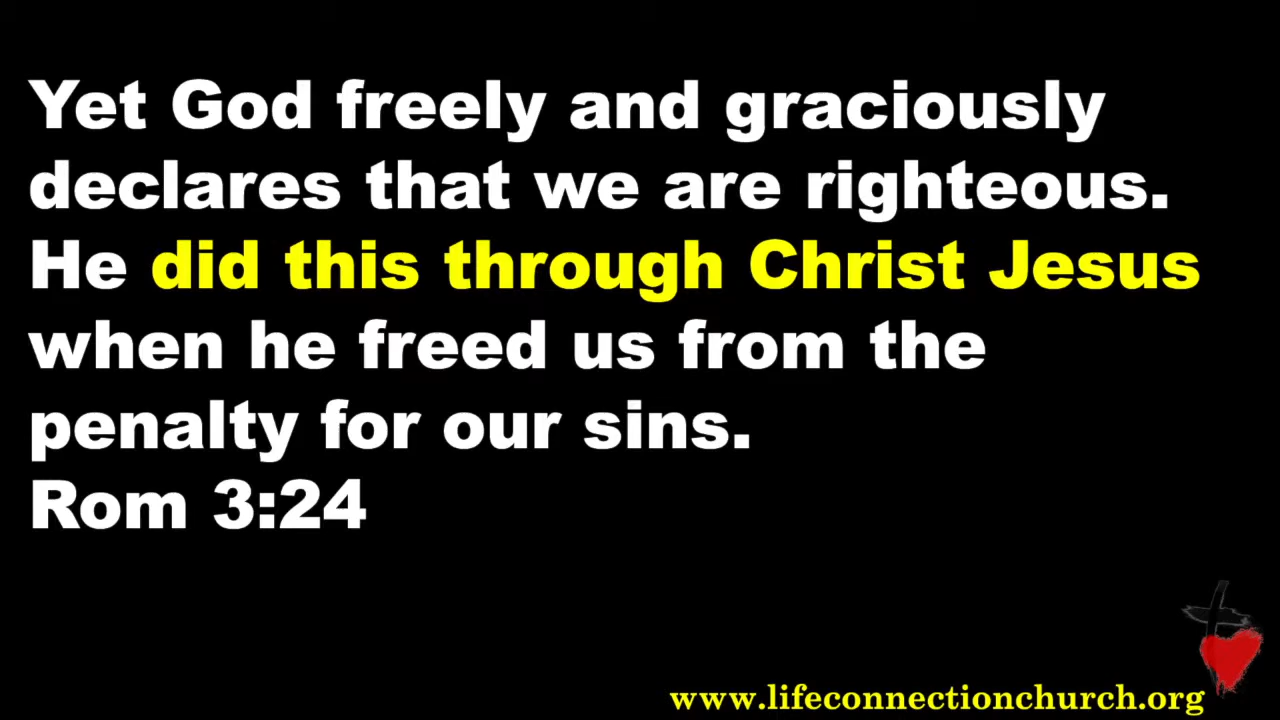 Yet God freely and graciously
declares that we are righteous.
He did this through Christ Jesus
when he freed us from the
penalty for our sins.
Rom 3:24
www.lifeconnectionchurch.org